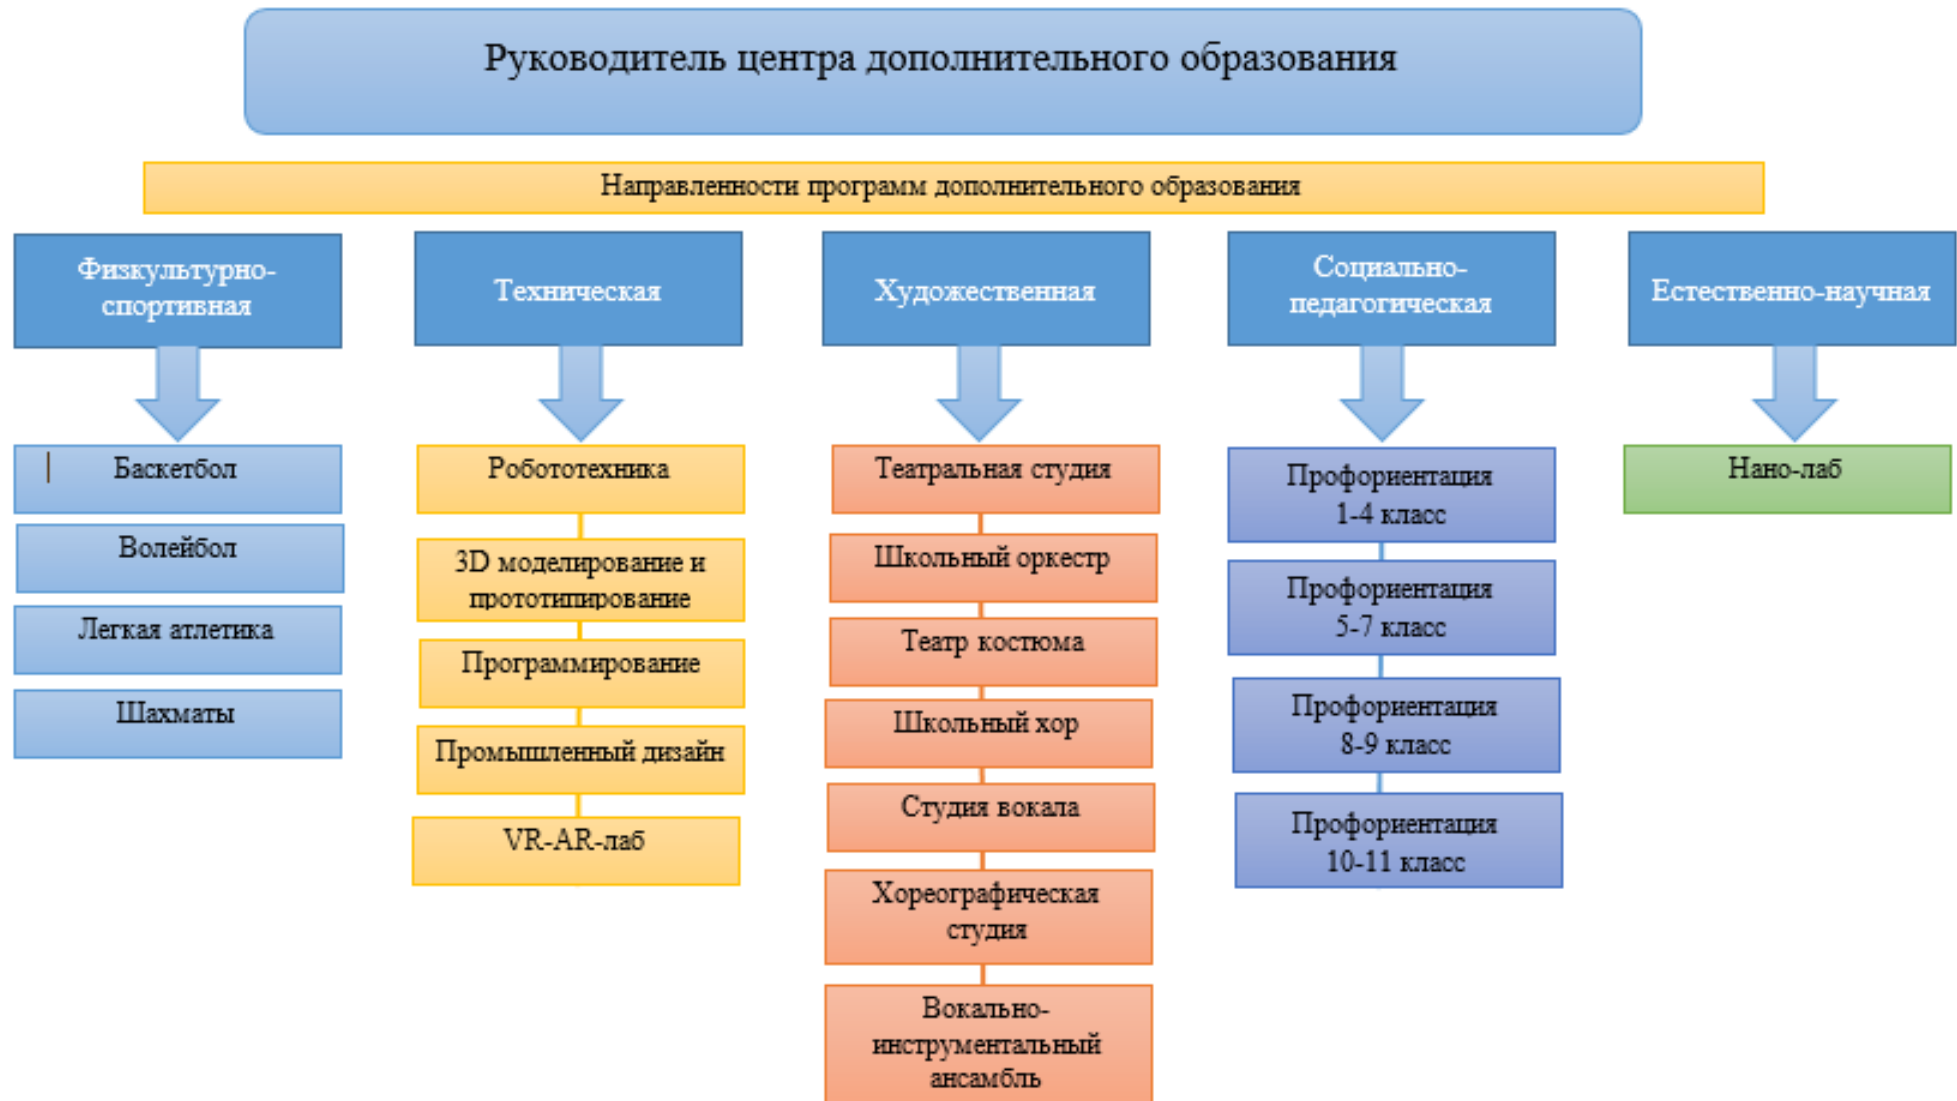 Руководитель центра дополнительного образования
Направленности программ дополнительного образования
Физкультурно-
спортивная
Техническая
Художественная
Социально-
педагогическая
Естественно-научная
Баскетбол
Волейбол
Легкая атлетика
Шахматы
Робототехника
3D моделирование и
прототипирование
Программирование
Промышленный дизайн
VR-AR-лаб
Театральная студия
Школьный оркестр
Театр костюма
Школьный хор
Студия вокала
Хореографическая
студия
Вокально-
инструментальный
ансамбль
Профориентация
1-4 класс
Профориентация
5-7 класс
Профориентация
8-9 класс
Профориентация
10-11 класс
Нано-лаб